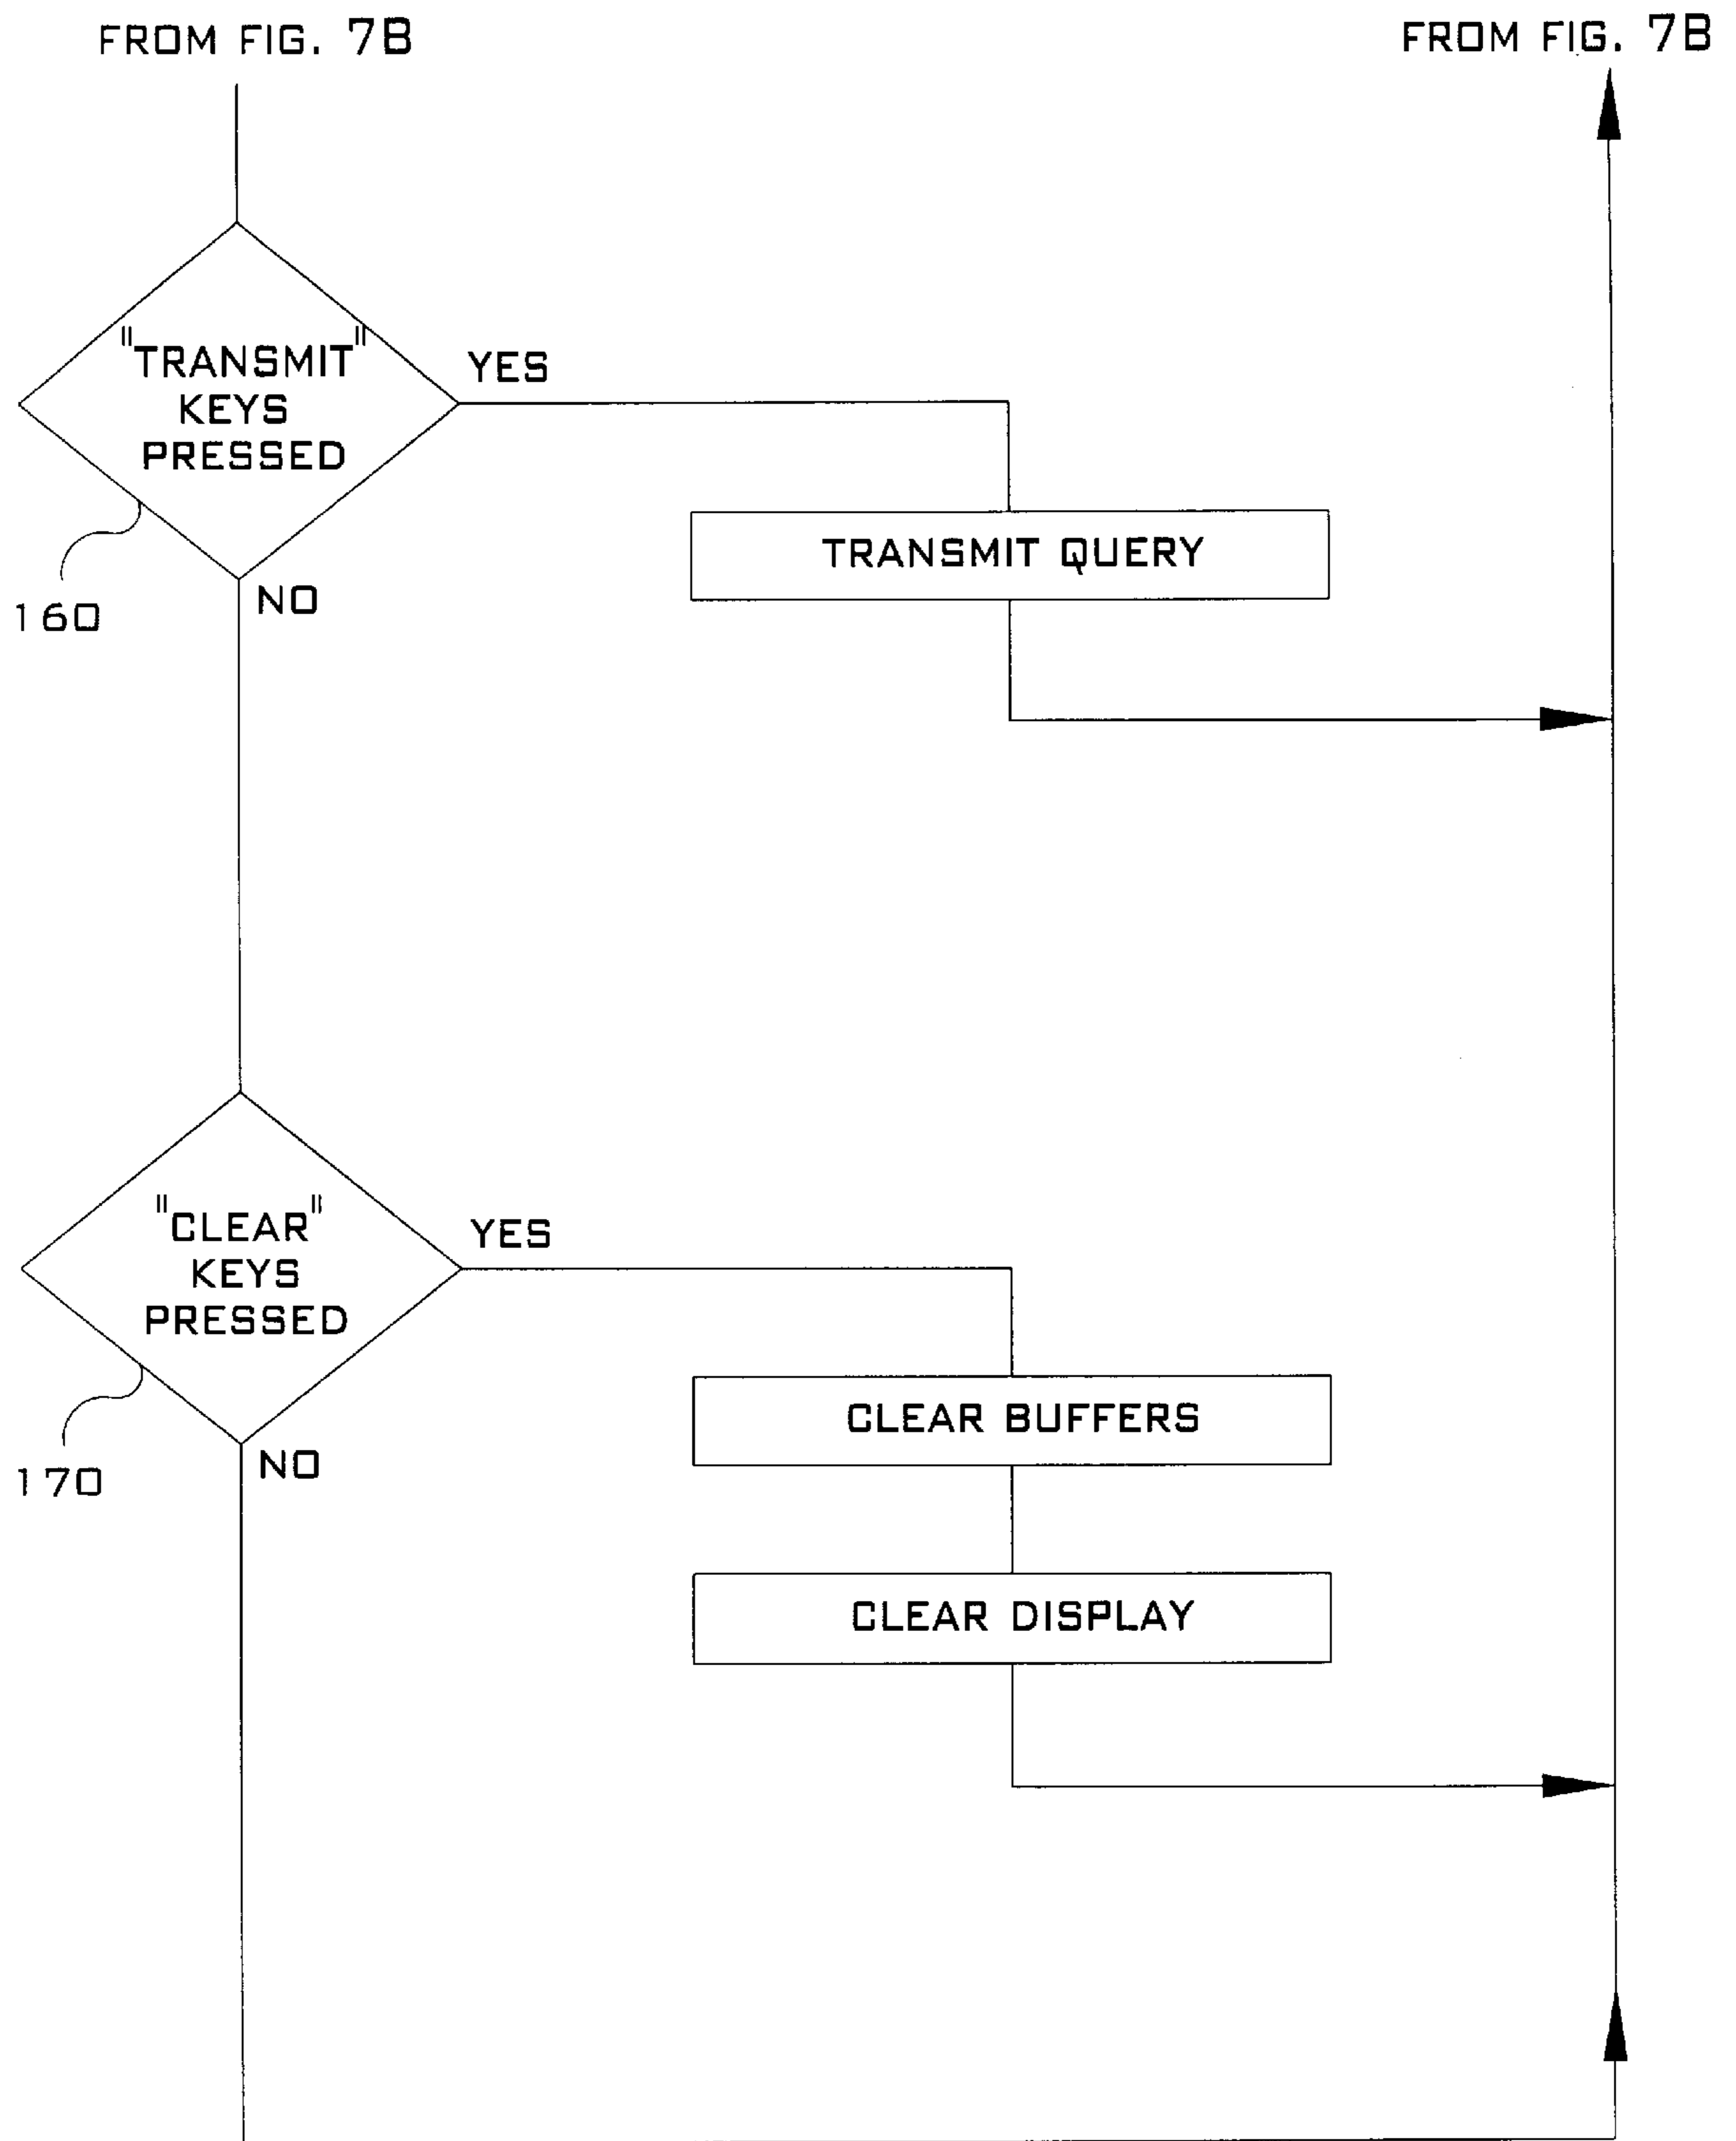 FROM FIG. 7B
FROM FIG. 7B
"TRANSMIT"
KEYS
PRESSED
YES
TRANSMIT QUERY
NO
160
"CLEAR"
KEYS
PRESSED
YES
CLEAR BUFFERS
NO
170
CLEAR DISPLAY